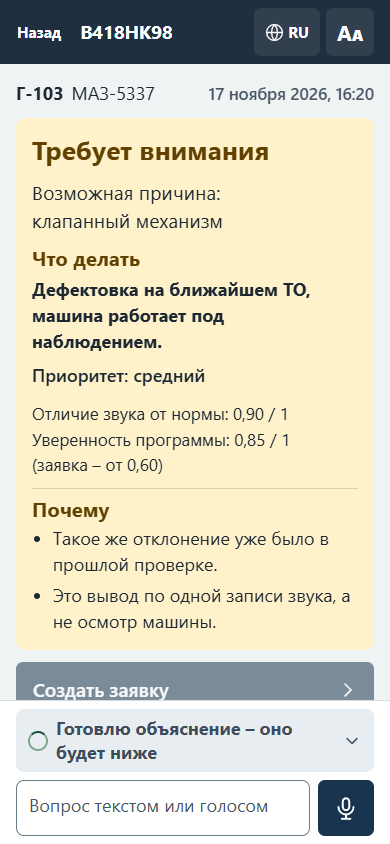 Назад В418НК98 RU Аа
Г-103 МАЗ-5337 17 ноября 2026, 16:20
Требует внимания
Возможная причина:
клапанный механизм
Что делать
Дефектовка на ближайшем ТО,
машина работает под
наблюдением.
Приоритет: средний
Отличие звука от нормы: 0,90 / 1
Уверенность программы: 0,85 / 1
(заявка – от 0,60)
Почему
• Такое же отклонение уже было в
прошлой проверке.
• Это вывод по одной записи звука, а
не осмотр машины.
Создать заявку
Готовлю объяснение – оно
будет ниже
Вопрос текстом или голосом